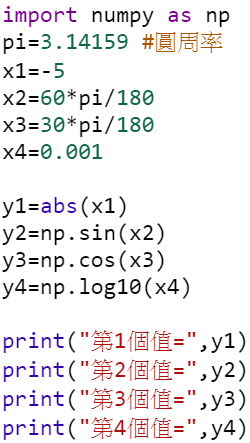 import numpy as np
pi=3.14159 #圓周率
x1=-5
x2=60*pi/180
x3=30*pi/180
x4=0.001
y1=abs(x1)
y2=np.sin(x2)
y3=np.cos(x3)
y4=np.log10(x4)
print("第1個值=",y1)
print("第2個值=",y2)
print("第3個值=",y3)
print("第4個值=",y4)